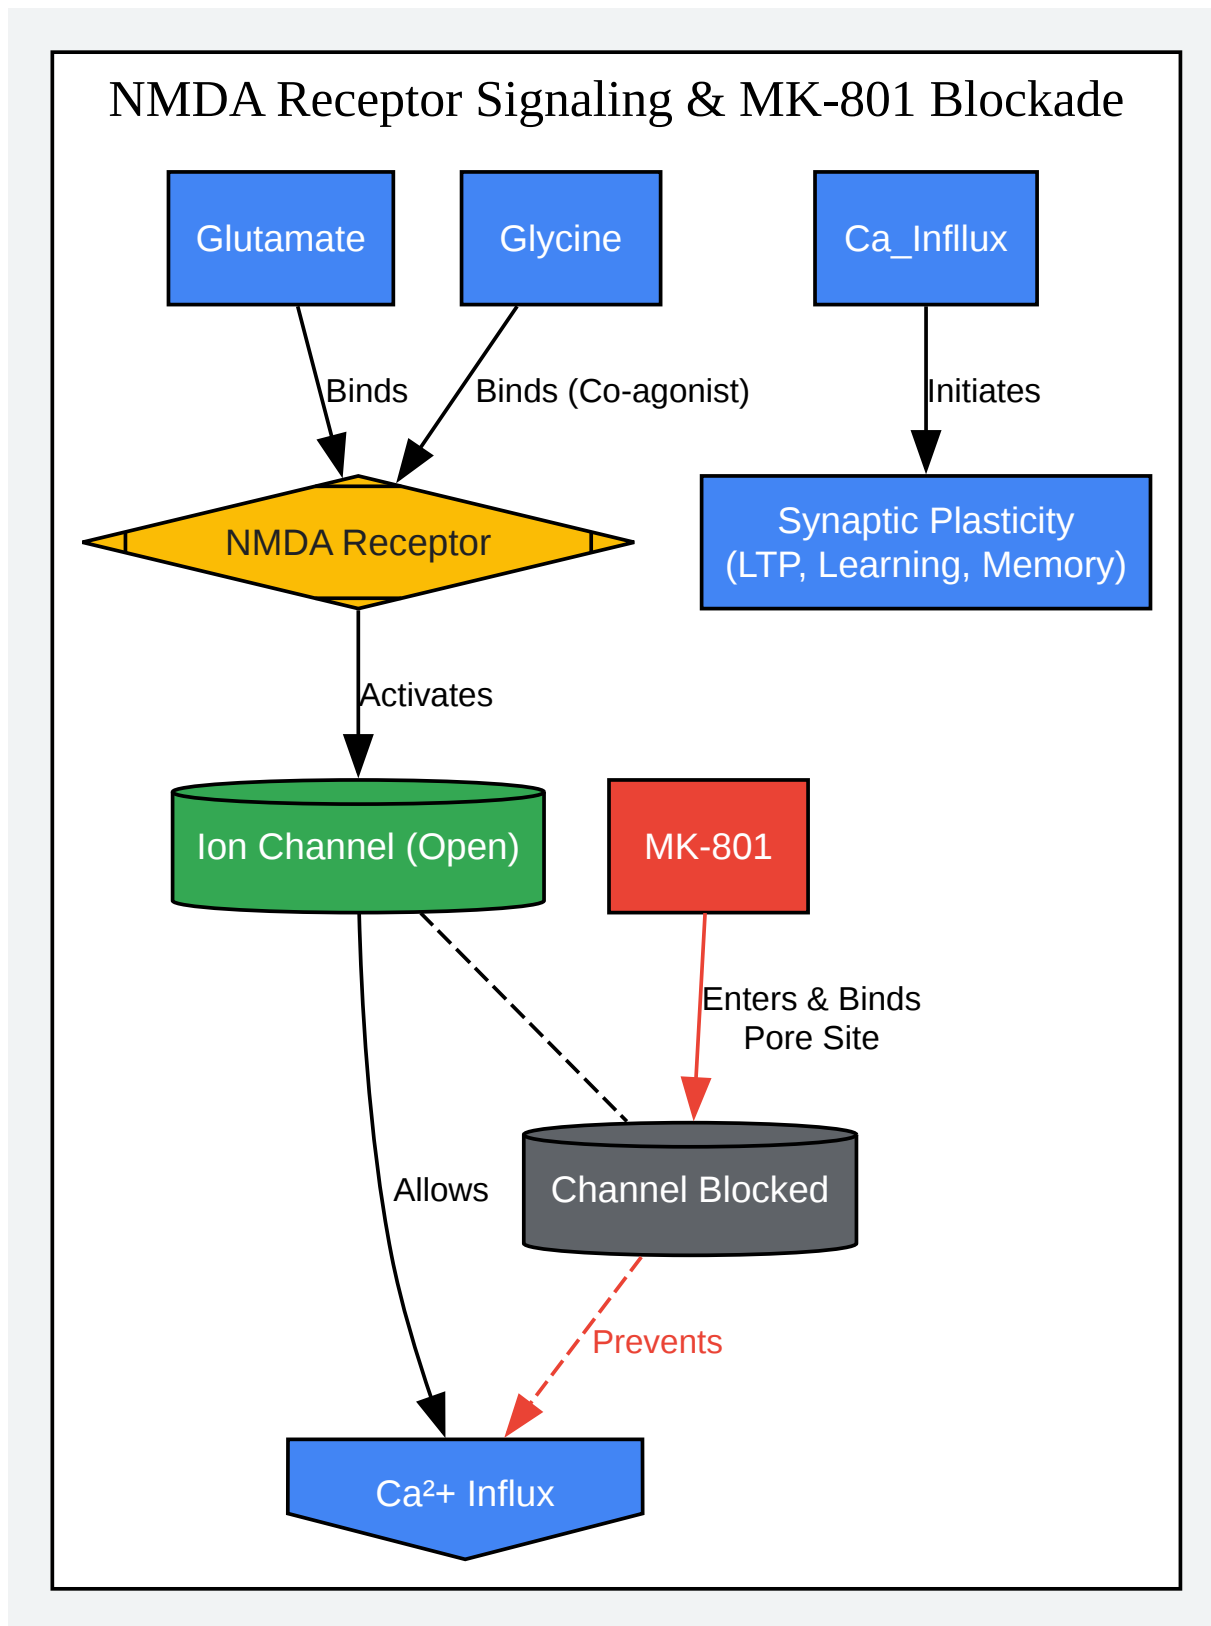 NMDA Receptor Signaling & MK-801 Blockade
Glutamate
Glycine
Ca_Infllux
Binds
Binds (Co-agonist)
Initiates
NMDA Receptor
Synaptic Plasticity
(LTP, Learning, Memory)
Activates
Ion Channel (Open)
MK-801
Enters & Binds
Pore Site
Allows
Channel Blocked
Prevents
Ca²+ Influx